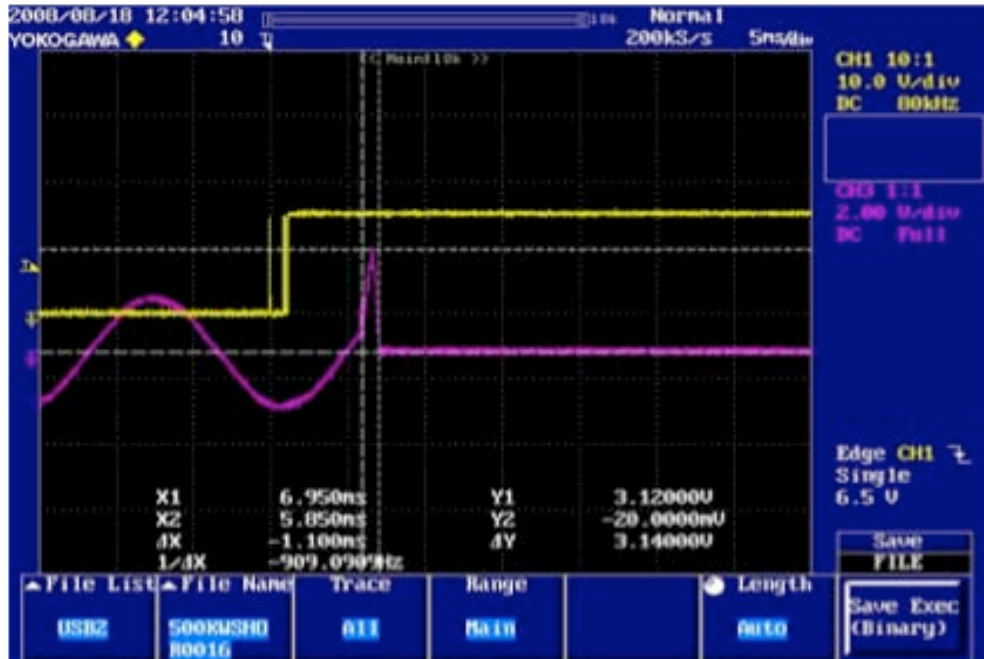 2008/08/18 12:04:58
Normal
YOKOGAWA
10
200kS/s 5ms/div
<< Main:10k >>
CH1 10:1
10.0 V/div
DC 80kHz
CH3 1:1
2.00 V/div
DC Full
Edge CH1
Single
6.5 V
X1 6.950ms Y1 3.12000V
X2 5.850ms Y2 -20.0000mV
ΔX -1.100ms ΔY 3.14000V
1/ΔX -909.0909Hz
Save
FILE
File List File Name Trace Range Length
USB2 500KWSHO Auto
R0016 All Main
Save Exec
(Binary)